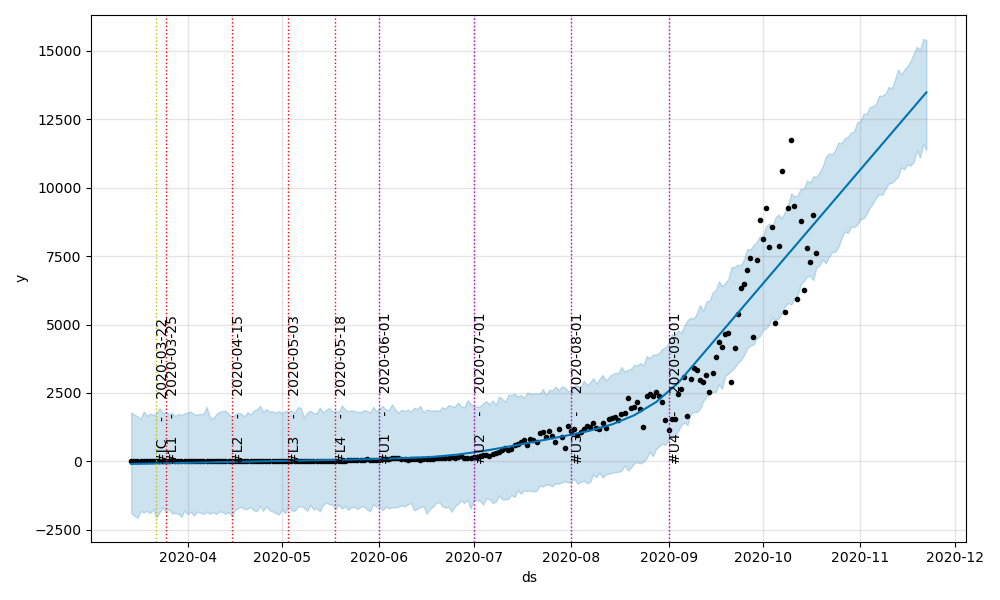 15000
12500
10000
7500
5000
2500
0
−2500
y
#JC - 2020-03-22
#L1 - 2020-03-25
#L2 - 2020-04-15
#L3 - 2020-05-03
#L4 - 2020-05-18
#U1 - 2020-06-01
#U2 - 2020-07-01
#U3 - 2020-08-01
#U4 - 2020-09-01
2020-04
2020-05
2020-06
2020-07
2020-08
2020-09
2020-10
2020-11
2020-12
ds